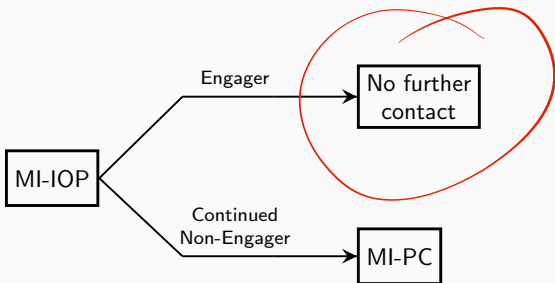 Engager
No further
contact
MI-IOP
Continued
Non-Engager
MI-PC